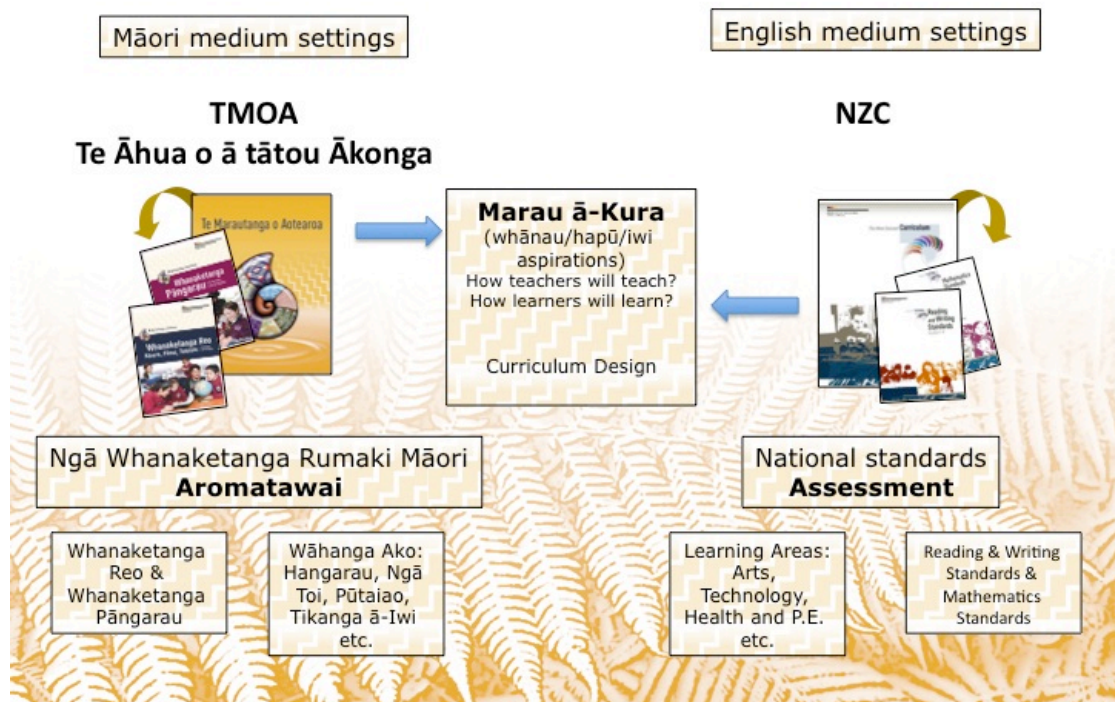 Māori medium settings
English medium settings
TMOA
Te Āhua o ā tātou Ākonga
NZC
Te Marautanga o Aotearoa
Whanaketanga
Pāngarau
Whanaketanga Reo
Kōrero, Pānui, Tuhituhi
Marau ā-Kura
(whānau/hapū/iwi
aspirations)
How teachers will teach?
How learners will learn?
Curriculum Design
Curriculum
Mathematics
Standards
Reading
and Writing
Standards
Ngā Whanaketanga Rumaki Māori
Aromatawai
National standards
Assessment
Whanaketanga
Reo &
Whanaketanga
Pāngarau
Wāhanga Ako:
Hangarau, Ngā
Toi, Pūtaiao,
Tikanga ā-Iwi
etc.
Learning Areas:
Arts,
Technology,
Health and P.E.
etc.
Reading & Writing
Standards &
Mathematics
Standards